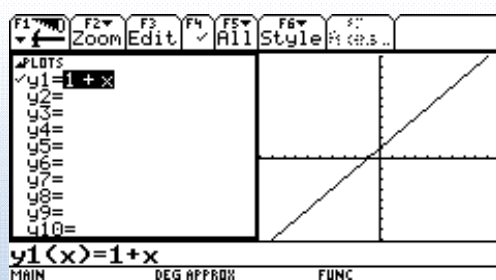 F1 F2 Zoom F3 Edit F4 ✓ F5 All F6 Style
PLOTS
✓y1=1 + x
y2=
y3=
y4=
y5=
y6=
y7=
y8=
y9=
y10=
y1(x)=1+x
MAIN DEG APPROX FUNC